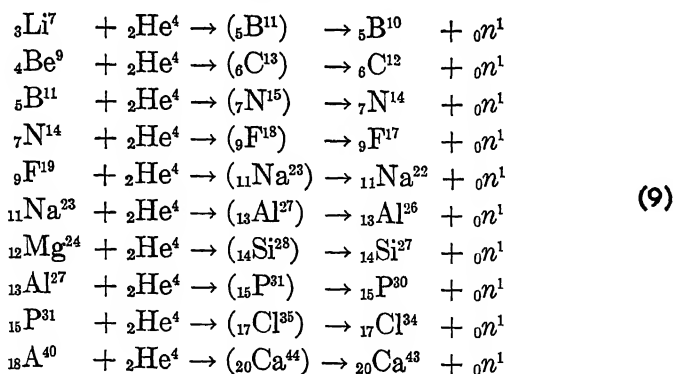 ₃Li⁷ + ₂He⁴ → (₅B¹¹) → ₅B¹⁰ + ₀n¹
₄Be⁹ + ₂He⁴ → (₆C¹³) → ₆C¹² + ₀n¹
₅B¹¹ + ₂He⁴ → (₇N¹⁵) → ₇N¹⁴ + ₀n¹
₇N¹⁴ + ₂He⁴ → (₉F¹⁸) → ₉F¹⁷ + ₀n¹
₉F¹⁹ + ₂He⁴ → (₁₁Na²³) → ₁₁Na²² + ₀n¹
₁₁Na²³ + ₂He⁴ → (₁₃Al²⁷) → ₁₃Al²⁶ + ₀n¹
₁₂Mg²⁴ + ₂He⁴ → (₁₄Si²⁸) → ₁₄Si²⁷ + ₀n¹
₁₃Al²⁷ + ₂He⁴ → (₁₅P³¹) → ₁₅P³⁰ + ₀n¹
₁₅P³¹ + ₂He⁴ → (₁₇Cl³⁵) → ₁₇Cl³⁴ + ₀n¹
₁₈A⁴⁰ + ₂He⁴ → (₂₀Ca⁴⁴) → ₂₀Ca⁴³ + ₀n¹
(9)